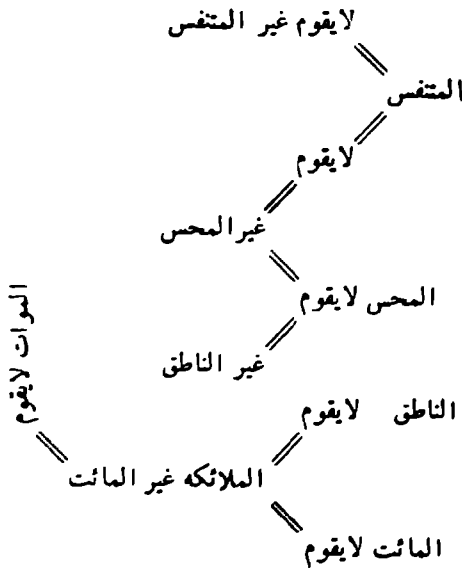 لايقوم غير المتنفس
المتنفس
لايقوم
غير المحس
المحس لايقوم
غير الناطق
الناطق لايقوم
الموات لايقوم
الملائكه غير المائت
المائت لايقوم